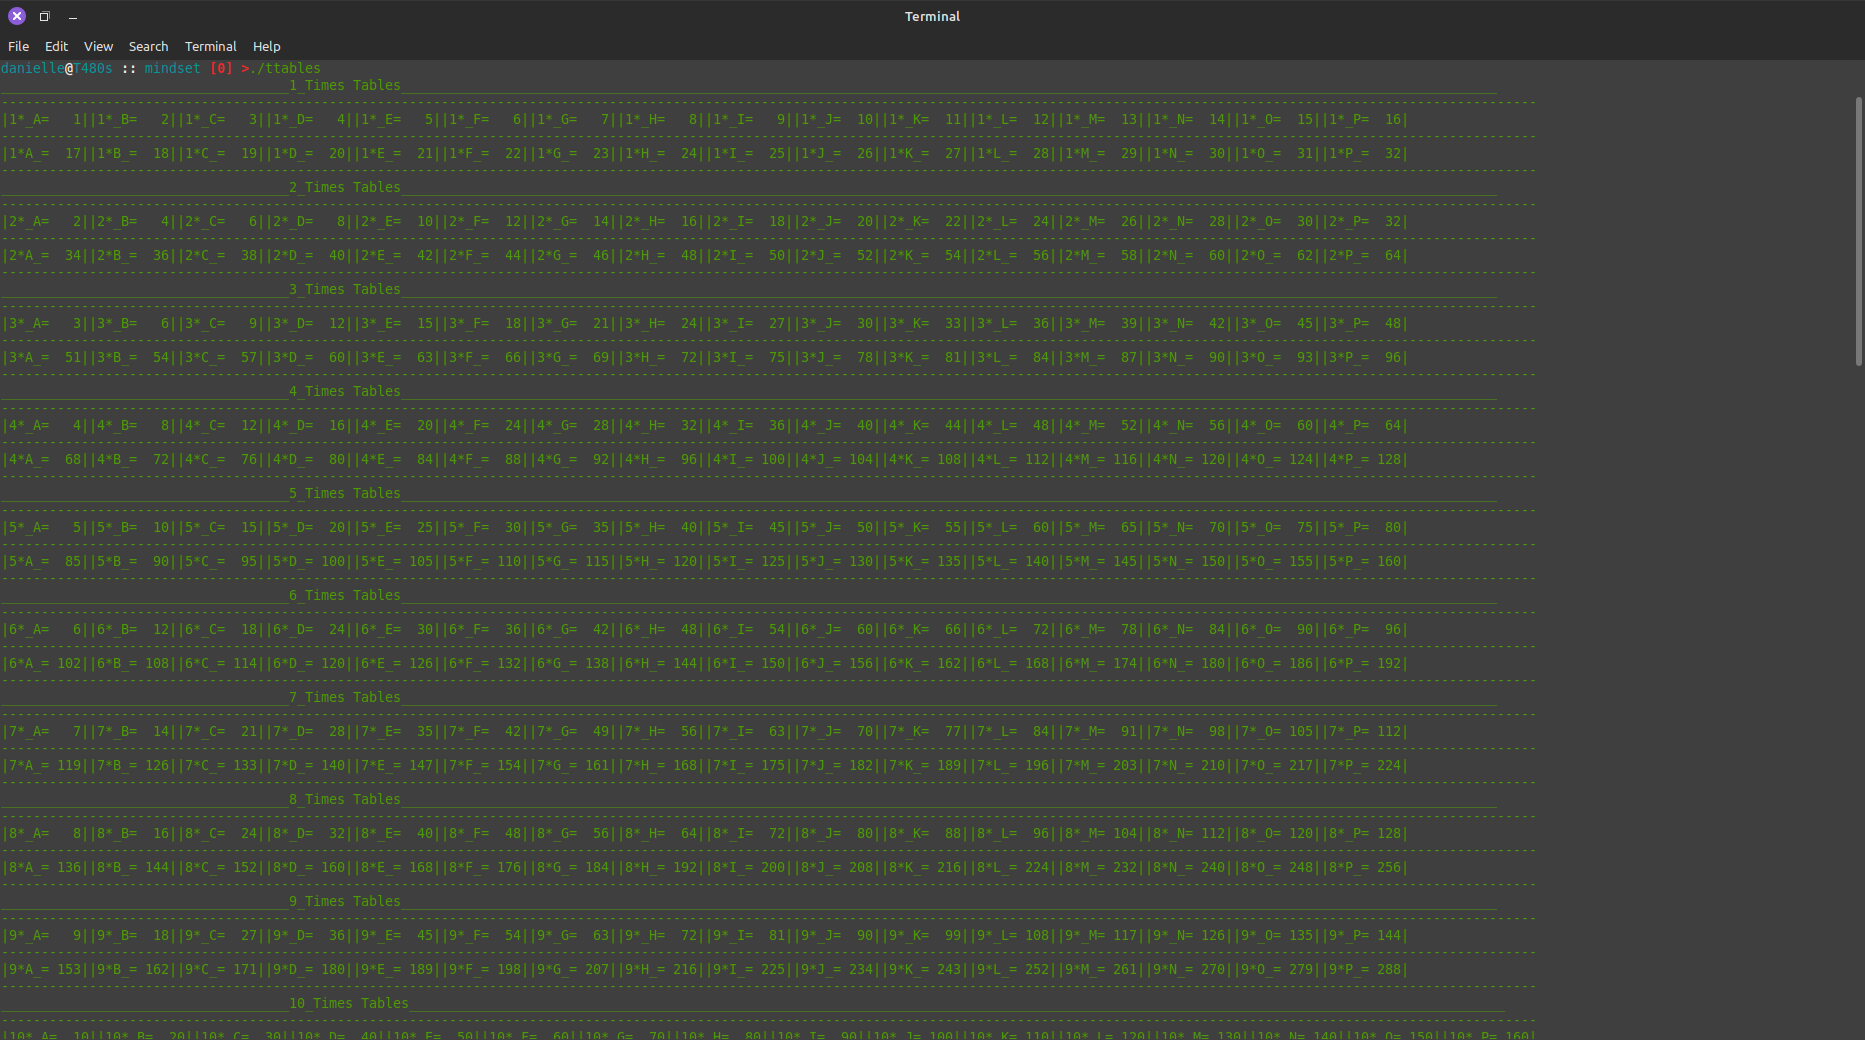 File Edit View Search Terminal Help
Terminal
danielle@T480s :: mindset [0] >./ttables
1_Times Tables
|1*_A=   1||1*_B=   2||1*_C=   3||1*_D=   4||1*_E=   5||1*_F=   6||1*_G=   7||1*_H=   8||1*_I=   9||1*_J=  10||1*_K=  11||1*_L=  12||1*_M=  13||1*_N=  14||1*_O=  15||1*_P=  16|
|1*A_=  17||1*B_=  18||1*C_=  19||1*D_=  20||1*E_=  21||1*F_=  22||1*G_=  23||1*H_=  24||1*I_=  25||1*J_=  26||1*K_=  27||1*L_=  28||1*M_=  29||1*N_=  30||1*O_=  31||1*P_=  32|
2_Times Tables
|2*_A=   2||2*_B=   4||2*_C=   6||2*_D=   8||2*_E=  10||2*_F=  12||2*_G=  14||2*_H=  16||2*_I=  18||2*_J=  20||2*_K=  22||2*_L=  24||2*_M=  26||2*_N=  28||2*_O=  30||2*_P=  32|
|2*A_=  34||2*B_=  36||2*C_=  38||2*D_=  40||2*E_=  42||2*F_=  44||2*G_=  46||2*H_=  48||2*I_=  50||2*J_=  52||2*K_=  54||2*L_=  56||2*M_=  58||2*N_=  60||2*O_=  62||2*P_=  64|
3_Times Tables
|3*_A=   3||3*_B=   6||3*_C=   9||3*_D=  12||3*_E=  15||3*_F=  18||3*_G=  21||3*_H=  24||3*_I=  27||3*_J=  30||3*_K=  33||3*_L=  36||3*_M=  39||3*_N=  42||3*_O=  45||3*_P=  48|
|3*A_=  51||3*B_=  54||3*C_=  57||3*D_=  60||3*E_=  63||3*F_=  66||3*G_=  69||3*H_=  72||3*I_=  75||3*J_=  78||3*K_=  81||3*L_=  84||3*M_=  87||3*N_=  90||3*O_=  93||3*P_=  96|
4_Times Tables
|4*_A=   4||4*_B=   8||4*_C=  12||4*_D=  16||4*_E=  20||4*_F=  24||4*_G=  28||4*_H=  32||4*_I=  36||4*_J=  40||4*_K=  44||4*_L=  48||4*_M=  52||4*_N=  56||4*_O=  60||4*_P=  64|
|4*A_=  68||4*B_=  72||4*C_=  76||4*D_=  80||4*E_=  84||4*F_=  88||4*G_=  92||4*H_=  96||4*I_= 100||4*J_= 104||4*K_= 108||4*L_= 112||4*M_= 116||4*N_= 120||4*O_= 124||4*P_= 128|
5_Times Tables
|5*_A=   5||5*_B=  10||5*_C=  15||5*_D=  20||5*_E=  25||5*_F=  30||5*_G=  35||5*_H=  40||5*_I=  45||5*_J=  50||5*_K=  55||5*_L=  60||5*_M=  65||5*_N=  70||5*_O=  75||5*_P=  80|
|5*A_=  85||5*B_=  90||5*C_=  95||5*D_= 100||5*E_= 105||5*F_= 110||5*G_= 115||5*H_= 120||5*I_= 125||5*J_= 130||5*K_= 135||5*L_= 140||5*M_= 145||5*N_= 150||5*O_= 155||5*P_= 160|
6_Times Tables
|6*_A=   6||6*_B=  12||6*_C=  18||6*_D=  24||6*_E=  30||6*_F=  36||6*_G=  42||6*_H=  48||6*_I=  54||6*_J=  60||6*_K=  66||6*_L=  72||6*_M=  78||6*_N=  84||6*_O=  90||6*_P=  96|
|6*A_= 102||6*B_= 108||6*C_= 114||6*D_= 120||6*E_= 126||6*F_= 132||6*G_= 138||6*H_= 144||6*I_= 150||6*J_= 156||6*K_= 162||6*L_= 168||6*M_= 174||6*N_= 180||6*O_= 186||6*P_= 192|
7_Times Tables
|7*_A=   7||7*_B=  14||7*_C=  21||7*_D=  28||7*_E=  35||7*_F=  42||7*_G=  49||7*_H=  56||7*_I=  63||7*_J=  70||7*_K=  77||7*_L=  84||7*_M=  91||7*_N=  98||7*_O= 105||7*_P= 112|
|7*A_= 119||7*B_= 126||7*C_= 133||7*D_= 140||7*E_= 147||7*F_= 154||7*G_= 161||7*H_= 168||7*I_= 175||7*J_= 182||7*K_= 189||7*L_= 196||7*M_= 203||7*N_= 210||7*O_= 217||7*P_= 224|
8_Times Tables
|8*_A=   8||8*_B=  16||8*_C=  24||8*_D=  32||8*_E=  40||8*_F=  48||8*_G=  56||8*_H=  64||8*_I=  72||8*_J=  80||8*_K=  88||8*_L=  96||8*_M= 104||8*_N= 112||8*_O= 120||8*_P= 128|
|8*A_= 136||8*B_= 144||8*C_= 152||8*D_= 160||8*E_= 168||8*F_= 176||8*G_= 184||8*H_= 192||8*I_= 200||8*J_= 208||8*K_= 216||8*L_= 224||8*M_= 232||8*N_= 240||8*O_= 248||8*P_= 256|
9_Times Tables
|9*_A=   9||9*_B=  18||9*_C=  27||9*_D=  36||9*_E=  45||9*_F=  54||9*_G=  63||9*_H=  72||9*_I=  81||9*_J=  90||9*_K=  99||9*_L= 108||9*_M= 117||9*_N= 126||9*_O= 135||9*_P= 144|
|9*A_= 153||9*B_= 162||9*C_= 171||9*D_= 180||9*E_= 189||9*F_= 198||9*G_= 207||9*H_= 216||9*I_= 225||9*J_= 234||9*K_= 243||9*L_= 252||9*M_= 261||9*N_= 270||9*O_= 279||9*P_= 288|
10_Times Tables
|10*_A=  10||10*_B=  20||10*_C=  30||10*_D=  40||10*_E=  50||10*_F=  60||10*_G=  70||10*_H=  80||10*_I=  90||10*_J= 100||10*_K= 110||10*_L= 120||10*_M= 130||10*_N= 140||10*_O= 150||10*_P= 160|